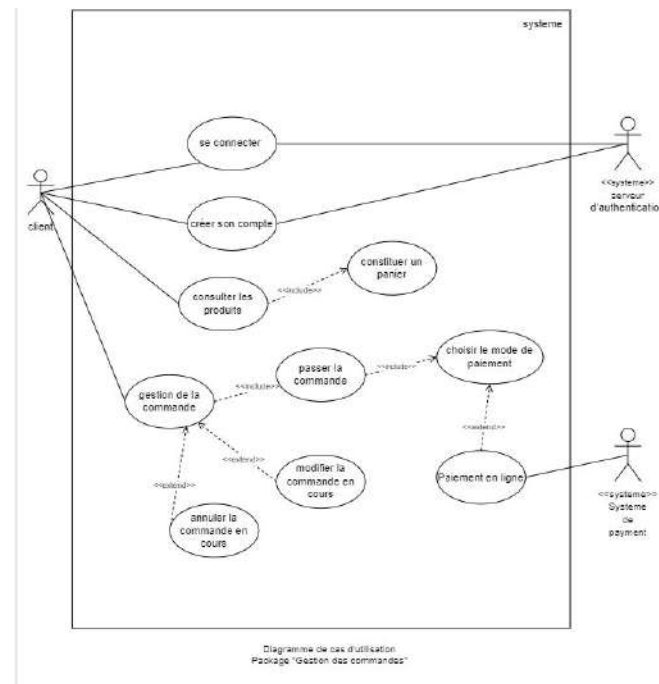 systeme
se connecter
<<systeme>>
serveur
d'authentificatio
client
créer son compte
constituer un
panier
<<include>>
consulter les
produits
choisir le mode de
paiement
passer la
commande
<<include>>
<<include>>
gestion de la
commande
<<extend>>
<<extend>>
modifier la
commande en
cours
Paiement en ligne
<<extend>>
<<systeme>>
Systeme
de
payment
annuler la
commande en
cours
Diagramme de cas d'utilisation
Package "Gestion des commandes"